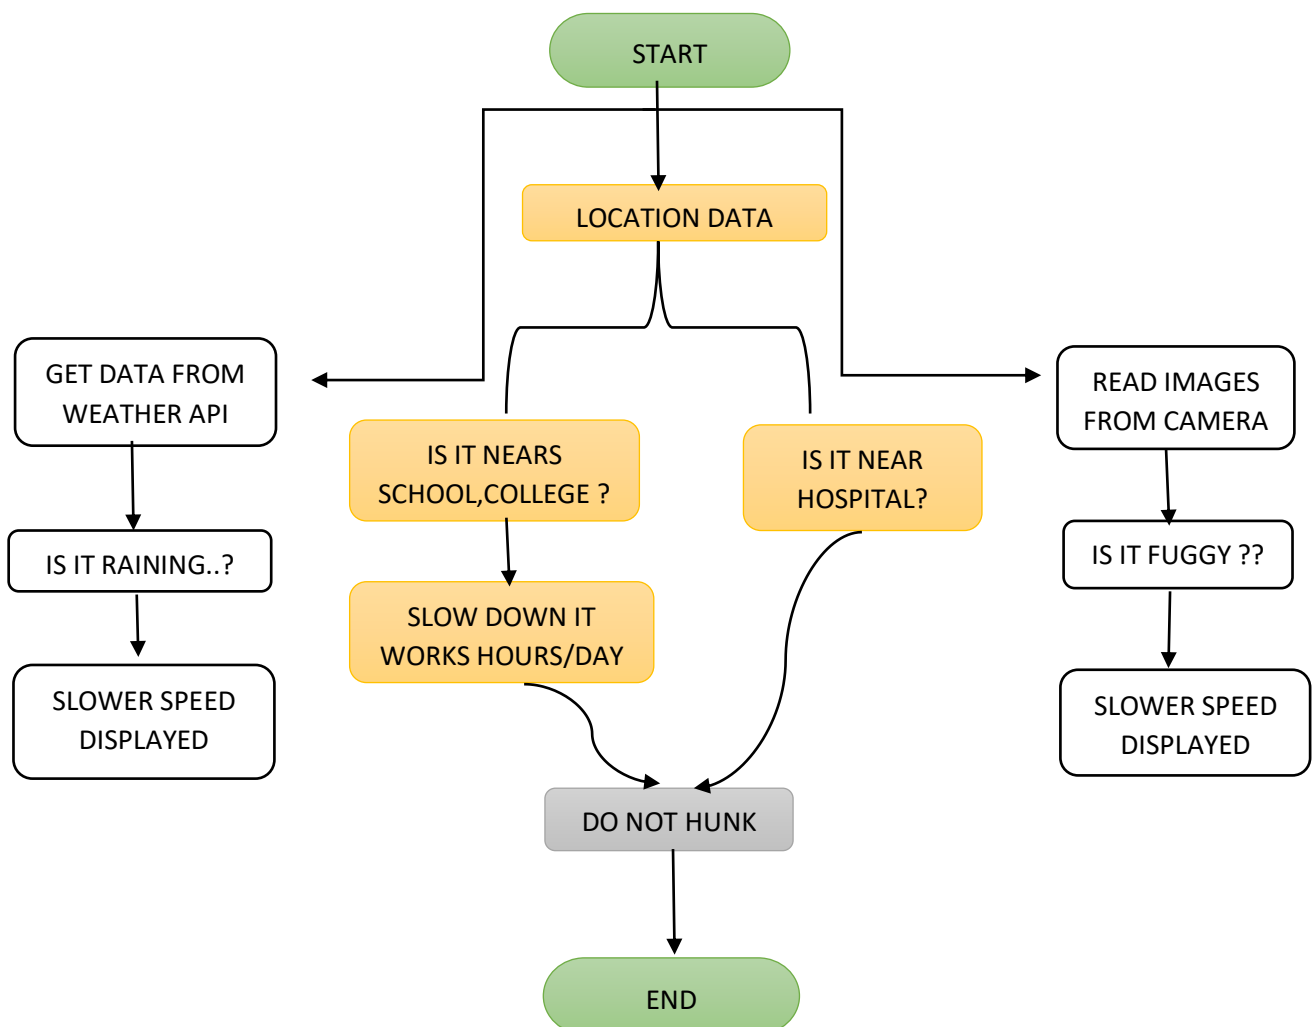 START
LOCATION DATA
GET DATA FROM
WEATHER API
IS IT RAINING..?
SLOWER SPEED
DISPLAYED
IS IT NEARS
SCHOOL,COLLEGE ?
SLOW DOWN IT
WORKS HOURS/DAY
IS IT NEAR
HOSPITAL?
READ IMAGES
FROM CAMERA
IS IT FUGGY ??
SLOWER SPEED
DISPLAYED
DO NOT HUNK
END